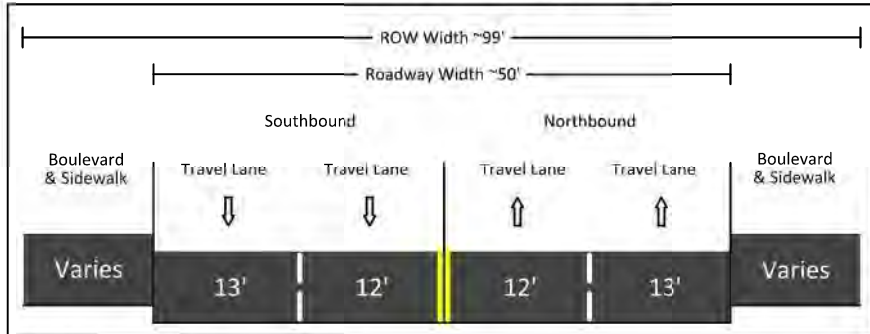 ROW Width ~99'
Roadway Width ~50'
Southbound
Northbound
Boulevard
& Sidewalk
Travel Lane
Travel Lane
Travel Lane
Travel Lane
Boulevard
& Sidewalk
Varies
13'
12'
12'
13'
Varies